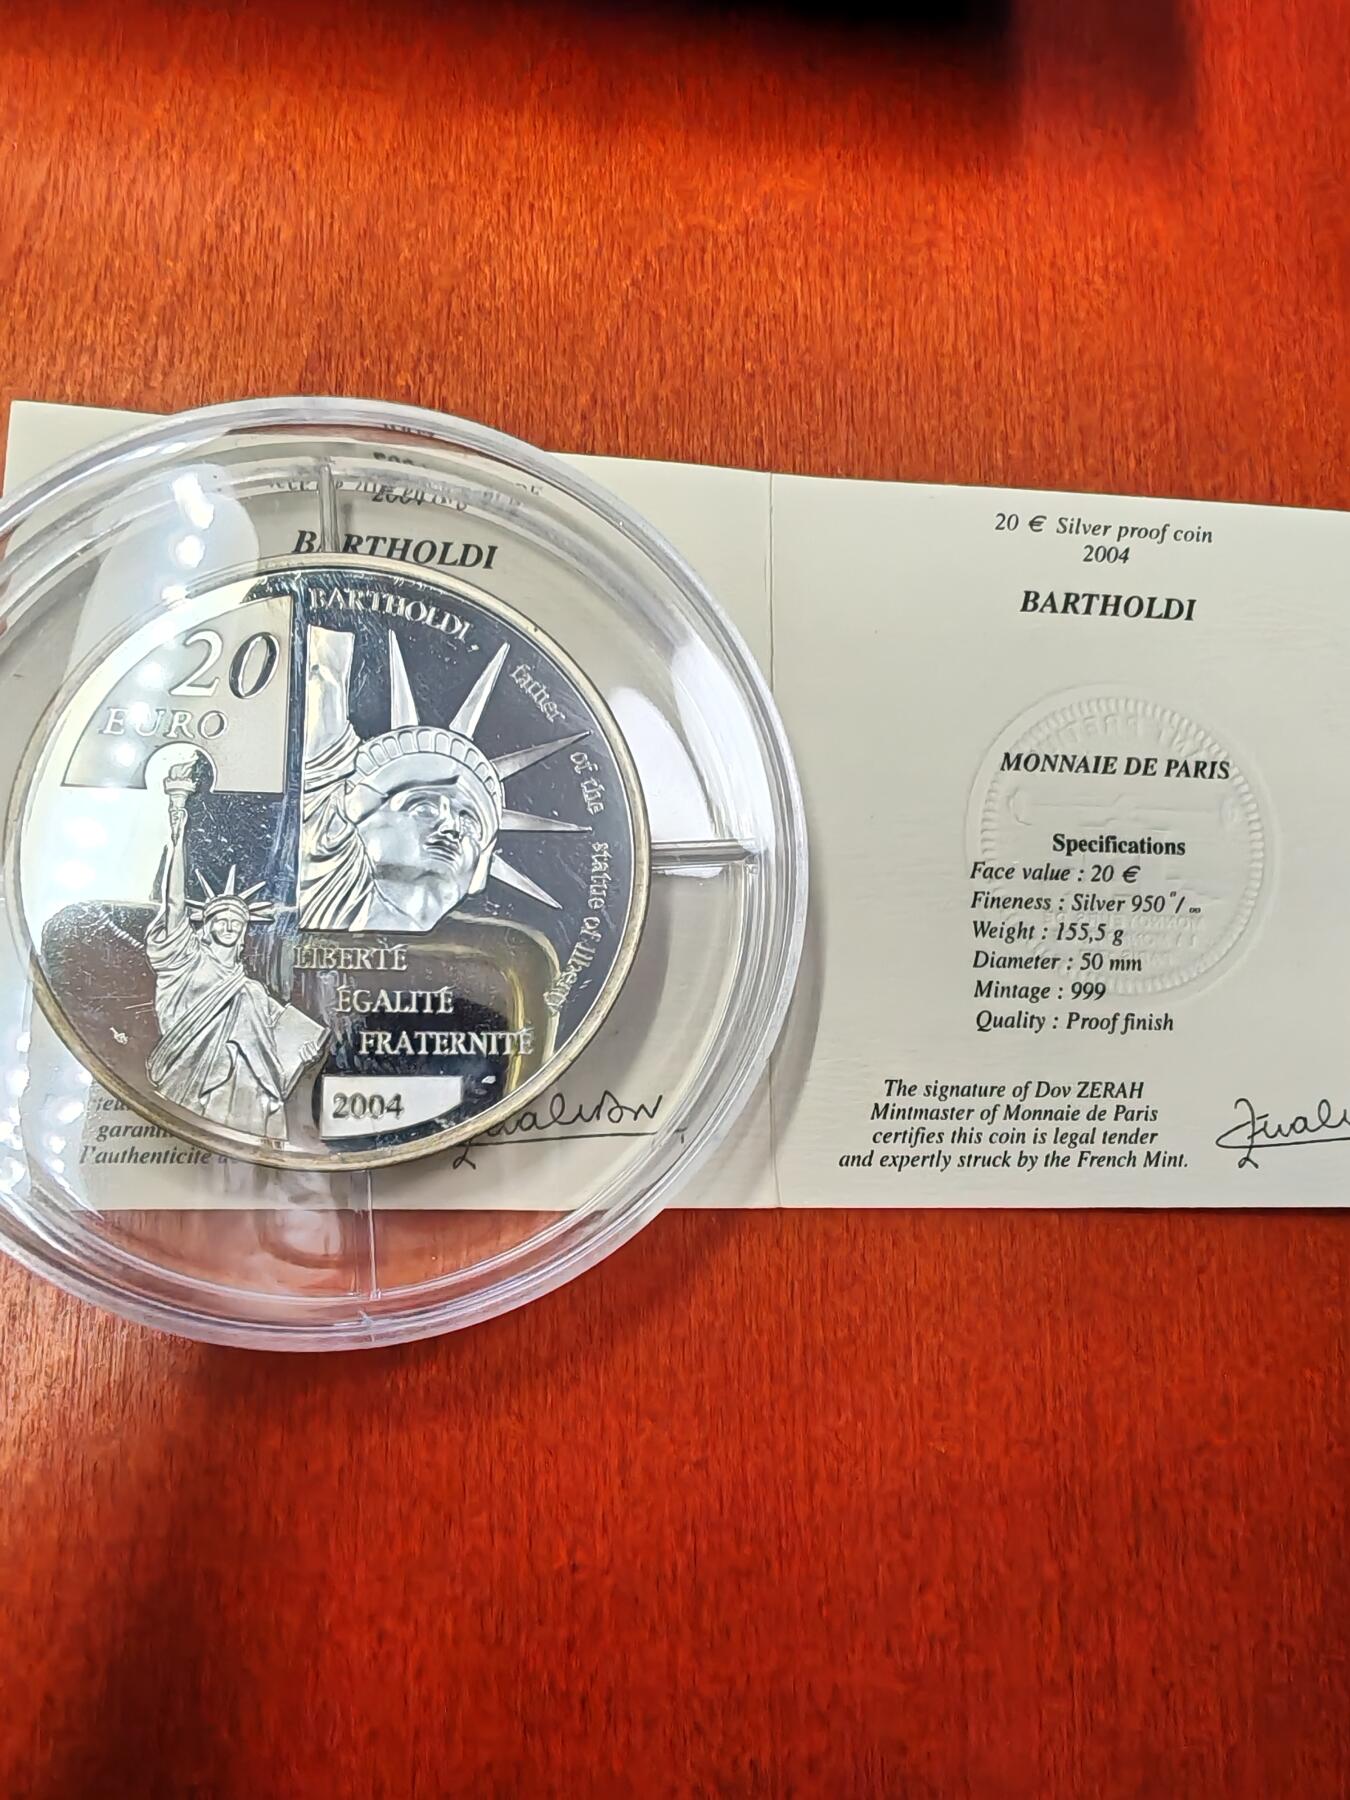 2004
BARTHOLDI
20
EURO
BARTHOLDI,
father
of the
statue of liberty
LIBERTÉ
ÉGALITÉ
FRATERNITÉ
2004
l'authenticité
20 € Silver proof coin
2004
BARTHOLDI
MONNAIE DE PARIS
Specifications
Face value : 20 €
Fineness : Silver 950 °/₀₀
Weight : 155,5 g
Diameter : 50 mm
Mintage : 999
Quality : Proof finish
The signature of Dov ZERAH
Mintmaster of Monnaie de Paris
certifies this coin is legal tender
and expertly struck by the French Mint.